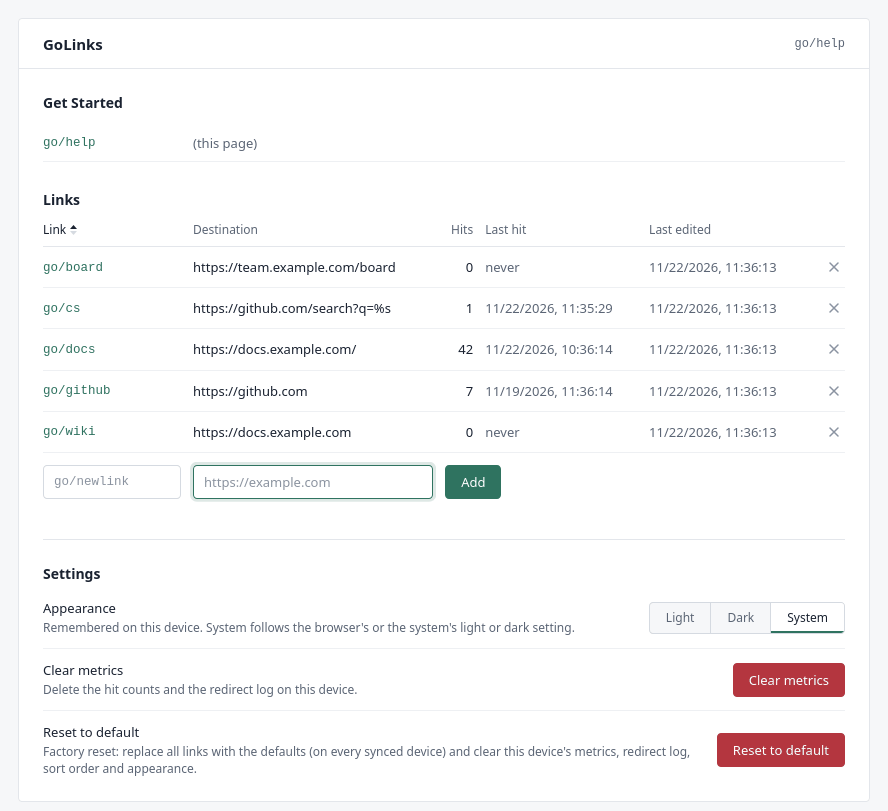 GoLinks go/help
Get Started
go/help (this page)
Links
Link Destination Hits Last hit Last edited
go/board https://team.example.com/board 0 never 11/22/2026, 11:36:13
go/cs https://github.com/search?q=%s 1 11/22/2026, 11:35:29 11/22/2026, 11:36:13
go/docs https://docs.example.com/ 42 11/22/2026, 10:36:14 11/22/2026, 11:36:13
go/github https://github.com 7 11/19/2026, 11:36:14 11/22/2026, 11:36:13
go/wiki https://docs.example.com 0 never 11/22/2026, 11:36:13
go/newlink https://example.com Add
Settings
Appearance
Remembered on this device. System follows the browser's or the system's light or dark setting.
Light Dark System
Clear metrics
Delete the hit counts and the redirect log on this device.
Clear metrics
Reset to default
Factory reset: replace all links with the defaults (on every synced device) and clear this device's metrics, redirect log,
sort order and appearance.
Reset to default